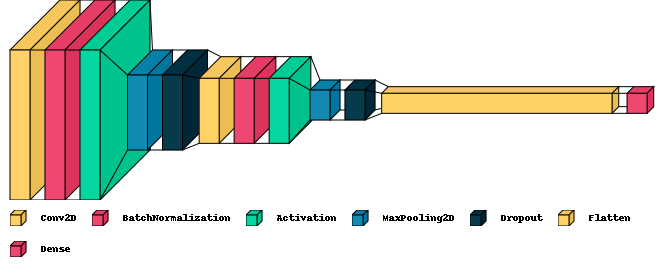 Conv2D BatchNormalization Activation MaxPooling2D Dropout Flatten
Dense